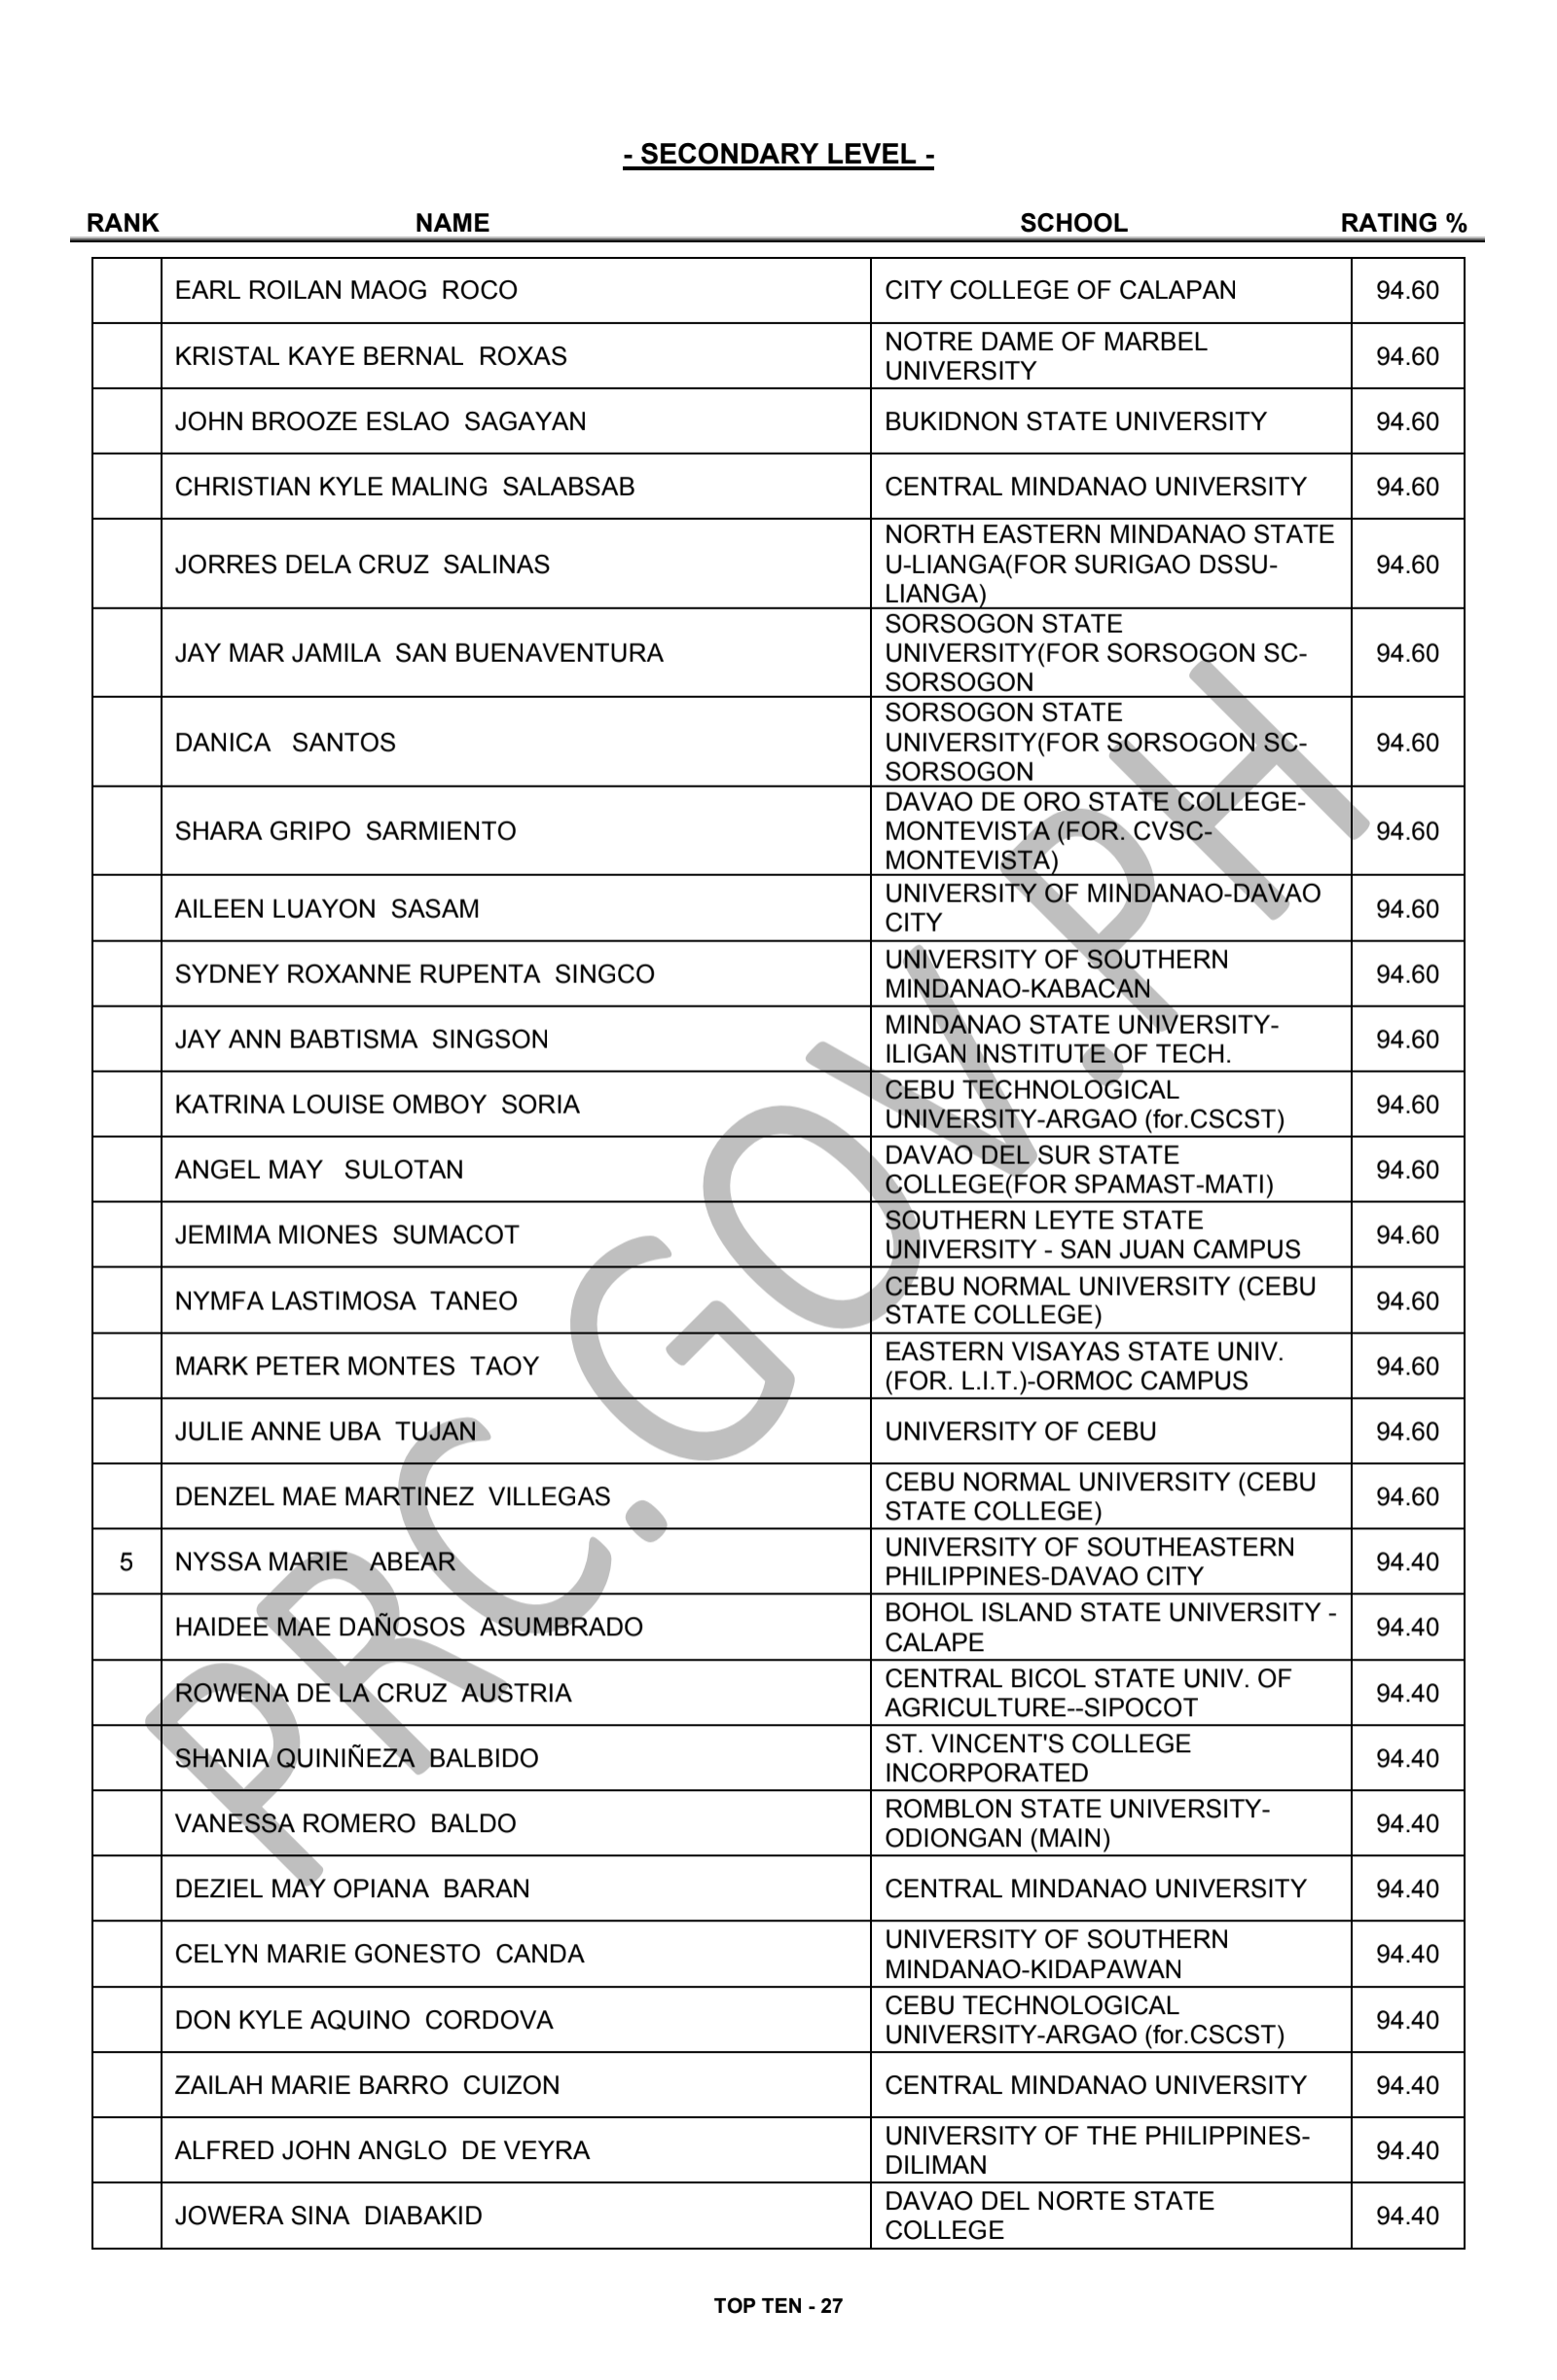 - SECONDARY LEVEL -
RANK NAME SCHOOL RATING %
EARL ROILAN MAOG  ROCO CITY COLLEGE OF CALAPAN 94.60
KRISTAL KAYE BERNAL  ROXAS NOTRE DAME OF MARBEL
UNIVERSITY 94.60
JOHN BROOZE ESLAO  SAGAYAN BUKIDNON STATE UNIVERSITY 94.60
CHRISTIAN KYLE MALING  SALABSAB CENTRAL MINDANAO UNIVERSITY 94.60
JORRES DELA CRUZ  SALINAS NORTH EASTERN MINDANAO STATE
U-LIANGA(FOR SURIGAO DSSU-
LIANGA) 94.60
JAY MAR JAMILA  SAN BUENAVENTURA SORSOGON STATE
UNIVERSITY(FOR SORSOGON SC-
SORSOGON 94.60
DANICA   SANTOS SORSOGON STATE
UNIVERSITY(FOR SORSOGON SC-
SORSOGON 94.60
SHARA GRIPO  SARMIENTO DAVAO DE ORO STATE COLLEGE-
MONTEVISTA (FOR. CVSC-
MONTEVISTA) 94.60
AILEEN LUAYON  SASAM UNIVERSITY OF MINDANAO-DAVAO
CITY 94.60
SYDNEY ROXANNE RUPENTA  SINGCO UNIVERSITY OF SOUTHERN
MINDANAO-KABACAN 94.60
JAY ANN BABTISMA  SINGSON MINDANAO STATE UNIVERSITY-
ILIGAN INSTITUTE OF TECH. 94.60
KATRINA LOUISE OMBOY  SORIA CEBU TECHNOLOGICAL
UNIVERSITY-ARGAO (for.CSCST) 94.60
ANGEL MAY   SULOTAN DAVAO DEL SUR STATE
COLLEGE(FOR SPAMAST-MATI) 94.60
JEMIMA MIONES  SUMACOT SOUTHERN LEYTE STATE
UNIVERSITY - SAN JUAN CAMPUS 94.60
NYMFA LASTIMOSA  TANEO CEBU NORMAL UNIVERSITY (CEBU
STATE COLLEGE) 94.60
MARK PETER MONTES  TAOY EASTERN VISAYAS STATE UNIV.
(FOR. L.I.T.)-ORMOC CAMPUS 94.60
JULIE ANNE UBA  TUJAN UNIVERSITY OF CEBU 94.60
DENZEL MAE MARTINEZ  VILLEGAS CEBU NORMAL UNIVERSITY (CEBU
STATE COLLEGE) 94.60
5 NYSSA MARIE   ABEAR UNIVERSITY OF SOUTHEASTERN
PHILIPPINES-DAVAO CITY 94.40
HAIDEE MAE DAÑOSOS  ASUMBRADO BOHOL ISLAND STATE UNIVERSITY -
CALAPE 94.40
ROWENA DE LA CRUZ  AUSTRIA CENTRAL BICOL STATE UNIV. OF
AGRICULTURE--SIPOCOT 94.40
SHANIA QUINIÑEZA  BALBIDO ST. VINCENT'S COLLEGE
INCORPORATED 94.40
VANESSA ROMERO  BALDO ROMBLON STATE UNIVERSITY-
ODIONGAN (MAIN) 94.40
DEZIEL MAY OPIANA  BARAN CENTRAL MINDANAO UNIVERSITY 94.40
CELYN MARIE GONESTO  CANDA UNIVERSITY OF SOUTHERN
MINDANAO-KIDAPAWAN 94.40
DON KYLE AQUINO  CORDOVA CEBU TECHNOLOGICAL
UNIVERSITY-ARGAO (for.CSCST) 94.40
ZAILAH MARIE BARRO  CUIZON CENTRAL MINDANAO UNIVERSITY 94.40
ALFRED JOHN ANGLO  DE VEYRA UNIVERSITY OF THE PHILIPPINES-
DILIMAN 94.40
JOWERA SINA  DIABAKID DAVAO DEL NORTE STATE
COLLEGE 94.40
PRC.GOV.PH
TOP TEN - 27